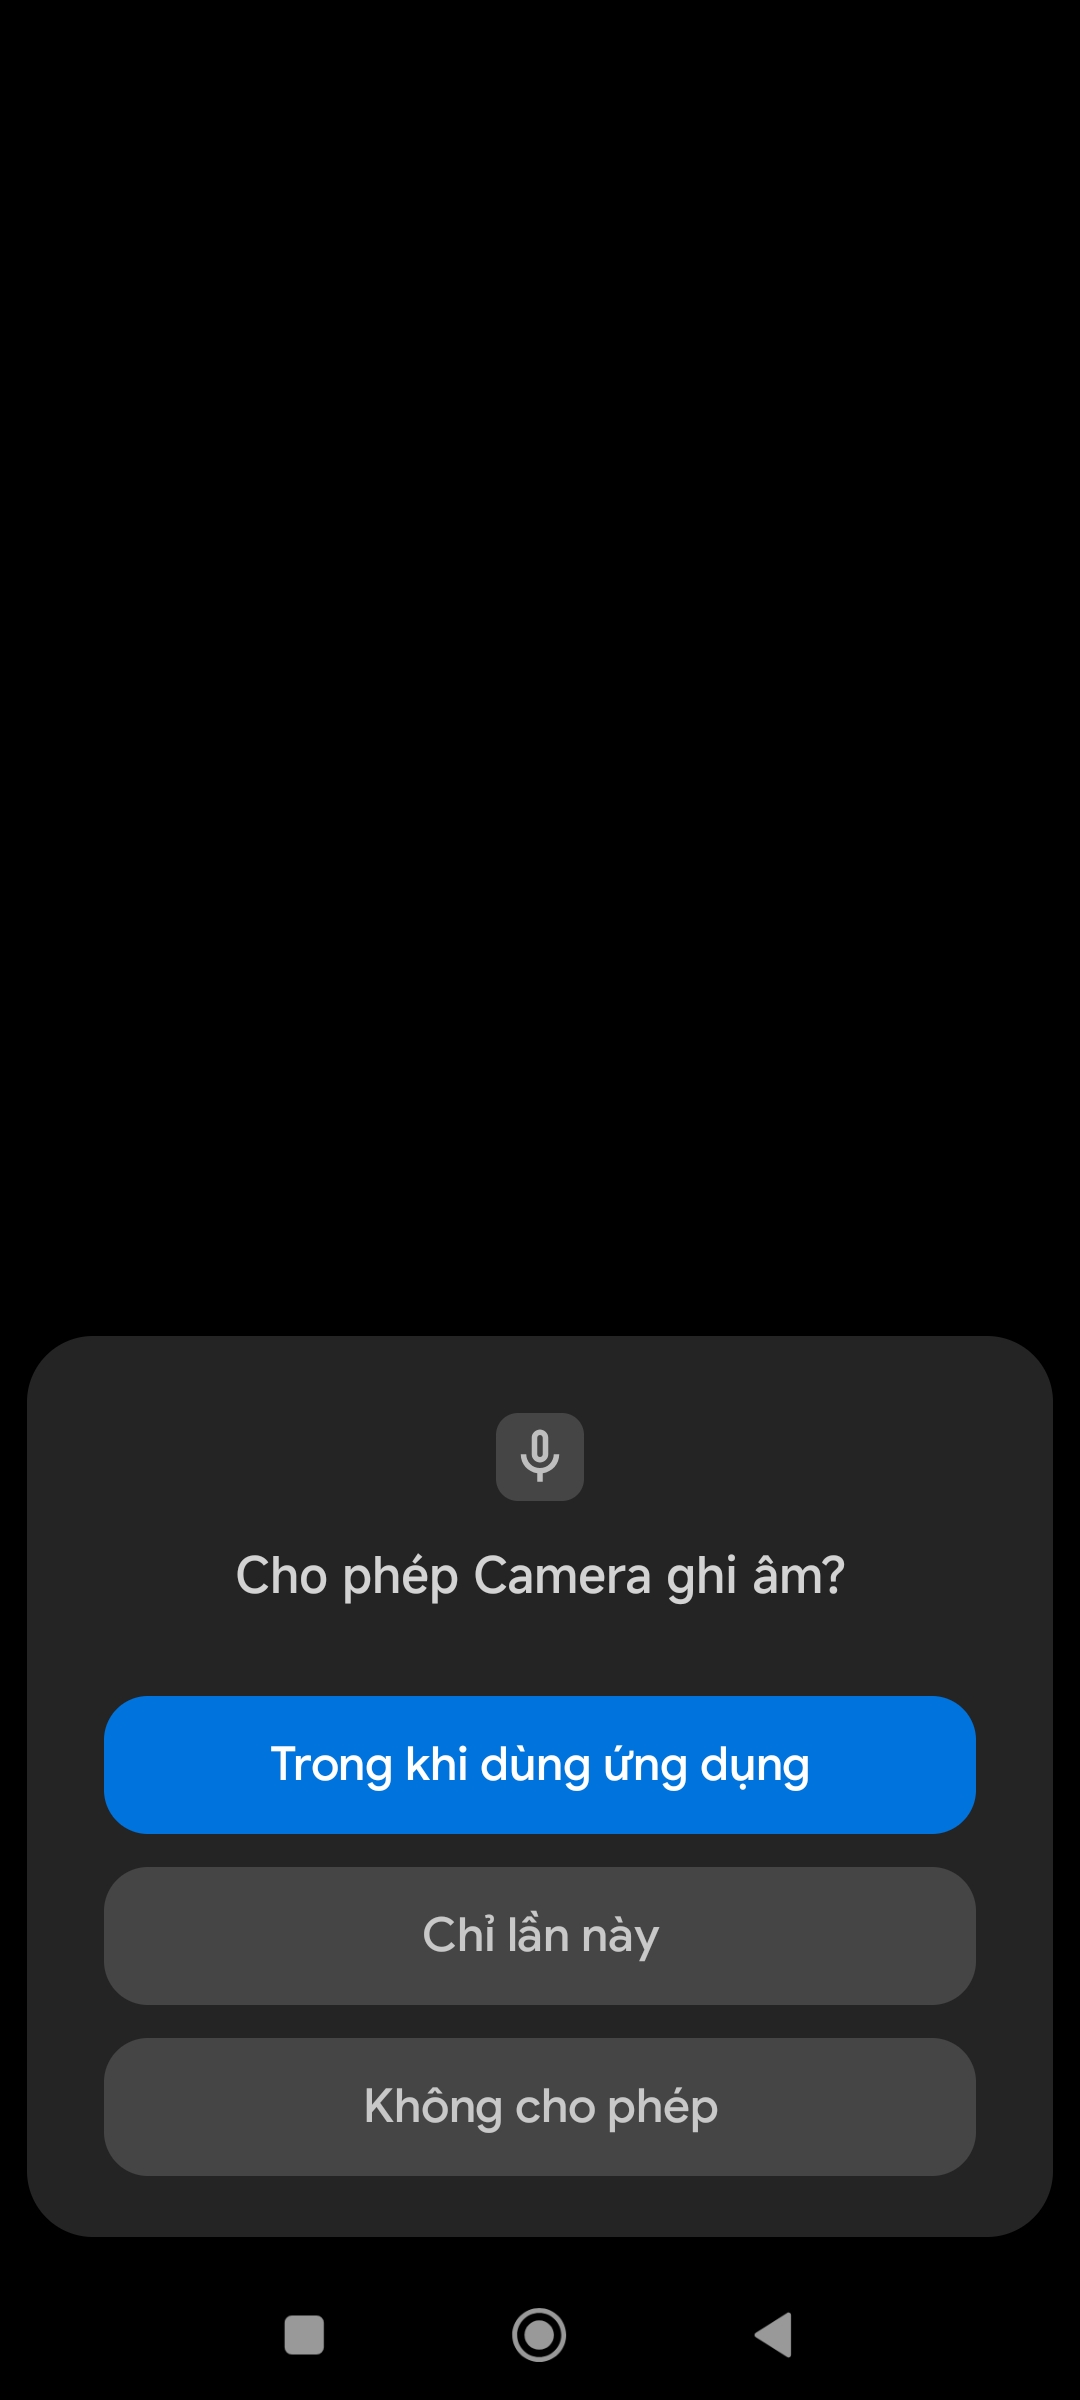 Cho phép Camera ghi âm?
Trong khi dùng ứng dụng
Chỉ lần này
Không cho phép